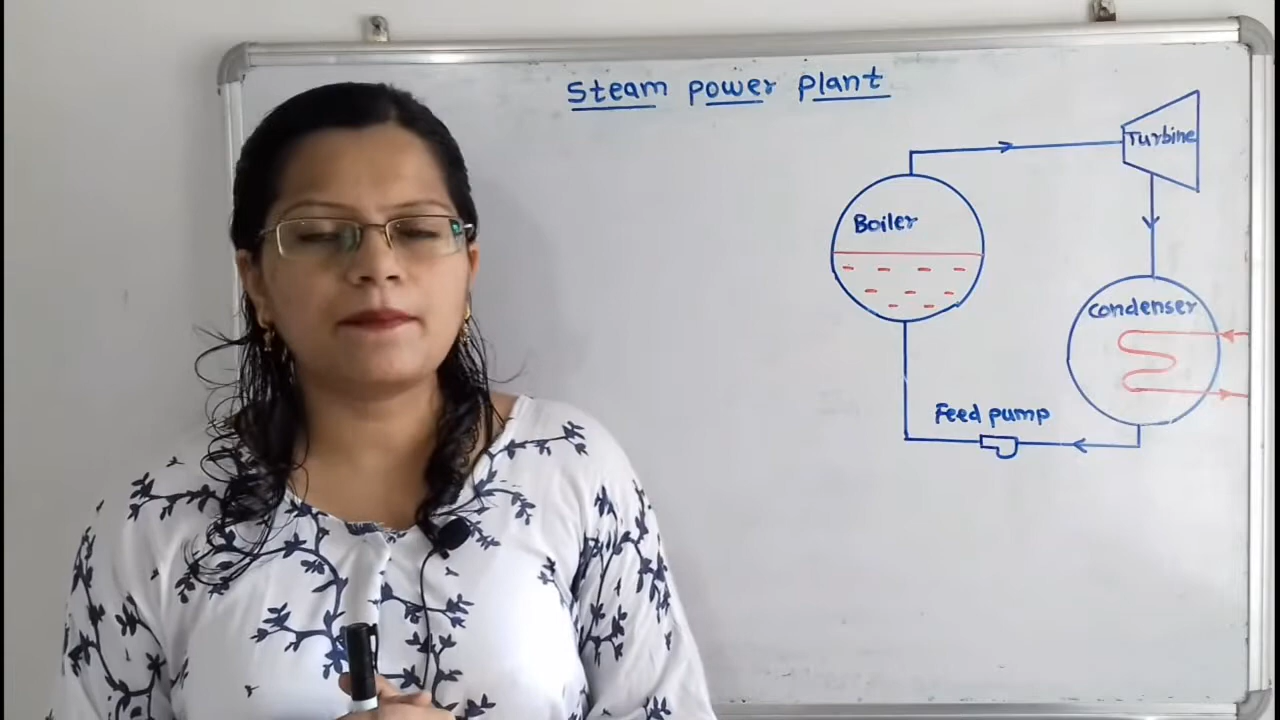 Steam power plant
Turbine
Boiler
condenser
Feed pump